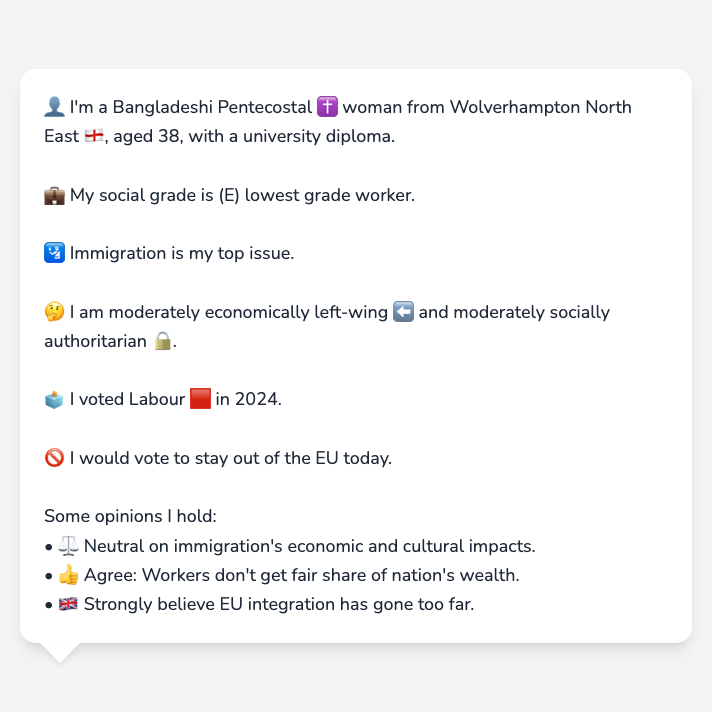 👤 I'm a Bangladeshi Pentecostal ✝️ woman from Wolverhampton North
East 🏴󠁧󠁢󠁥󠁮󠁧󠁿, aged 38, with a university diploma.
💼 My social grade is (E) lowest grade worker.
🛂 Immigration is my top issue.
🤔 I am moderately economically left-wing ⬅️ and moderately socially
authoritarian 🔒.
🗳️ I voted Labour 🟥 in 2024.
🚫 I would vote to stay out of the EU today.
Some opinions I hold:
• ⚖️ Neutral on immigration's economic and cultural impacts.
• 👍 Agree: Workers don't get fair share of nation's wealth.
• 🇬🇧 Strongly believe EU integration has gone too far.